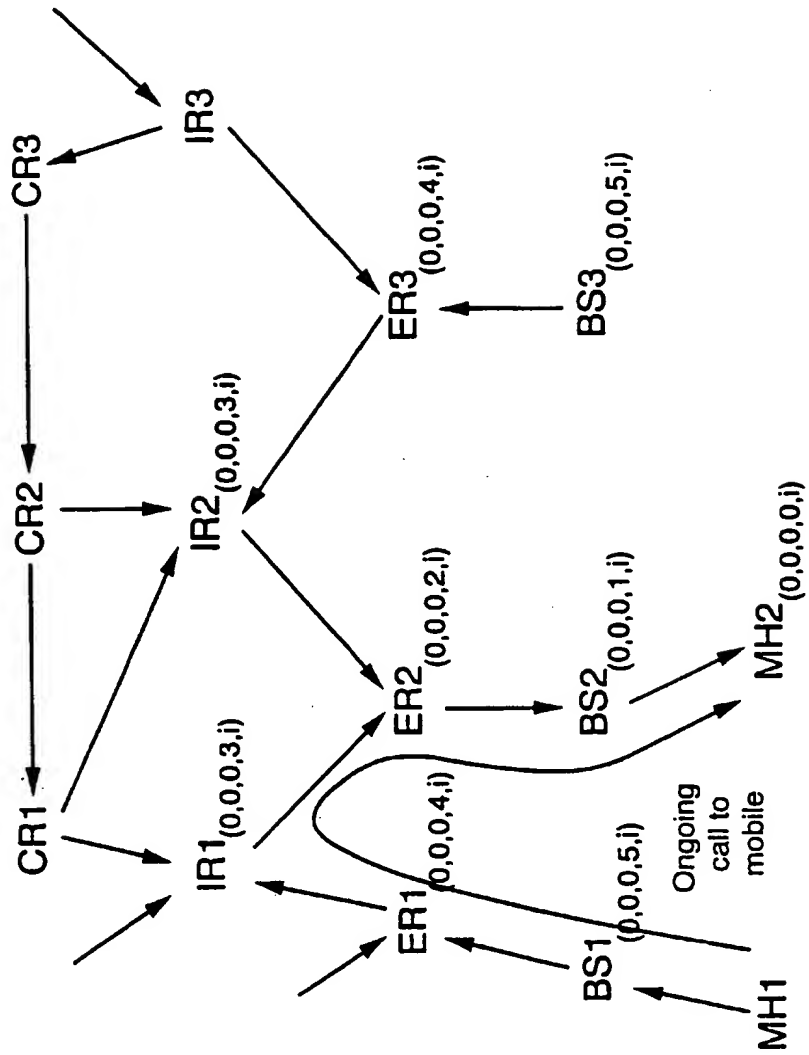 CR1
CR2
CR3
IR1(0,0,0,3,i)
IR2(0,0,0,3,i)
IR3
ER1(0,0,0,4,i)
ER2(0,0,0,2,i)
ER3(0,0,0,4,i)
BS1(0,0,0,5,i)
BS2(0,0,0,1,i)
BS3(0,0,0,5,i)
Ongoing
call to
mobile
MH1
MH2(0,0,0,0,i)